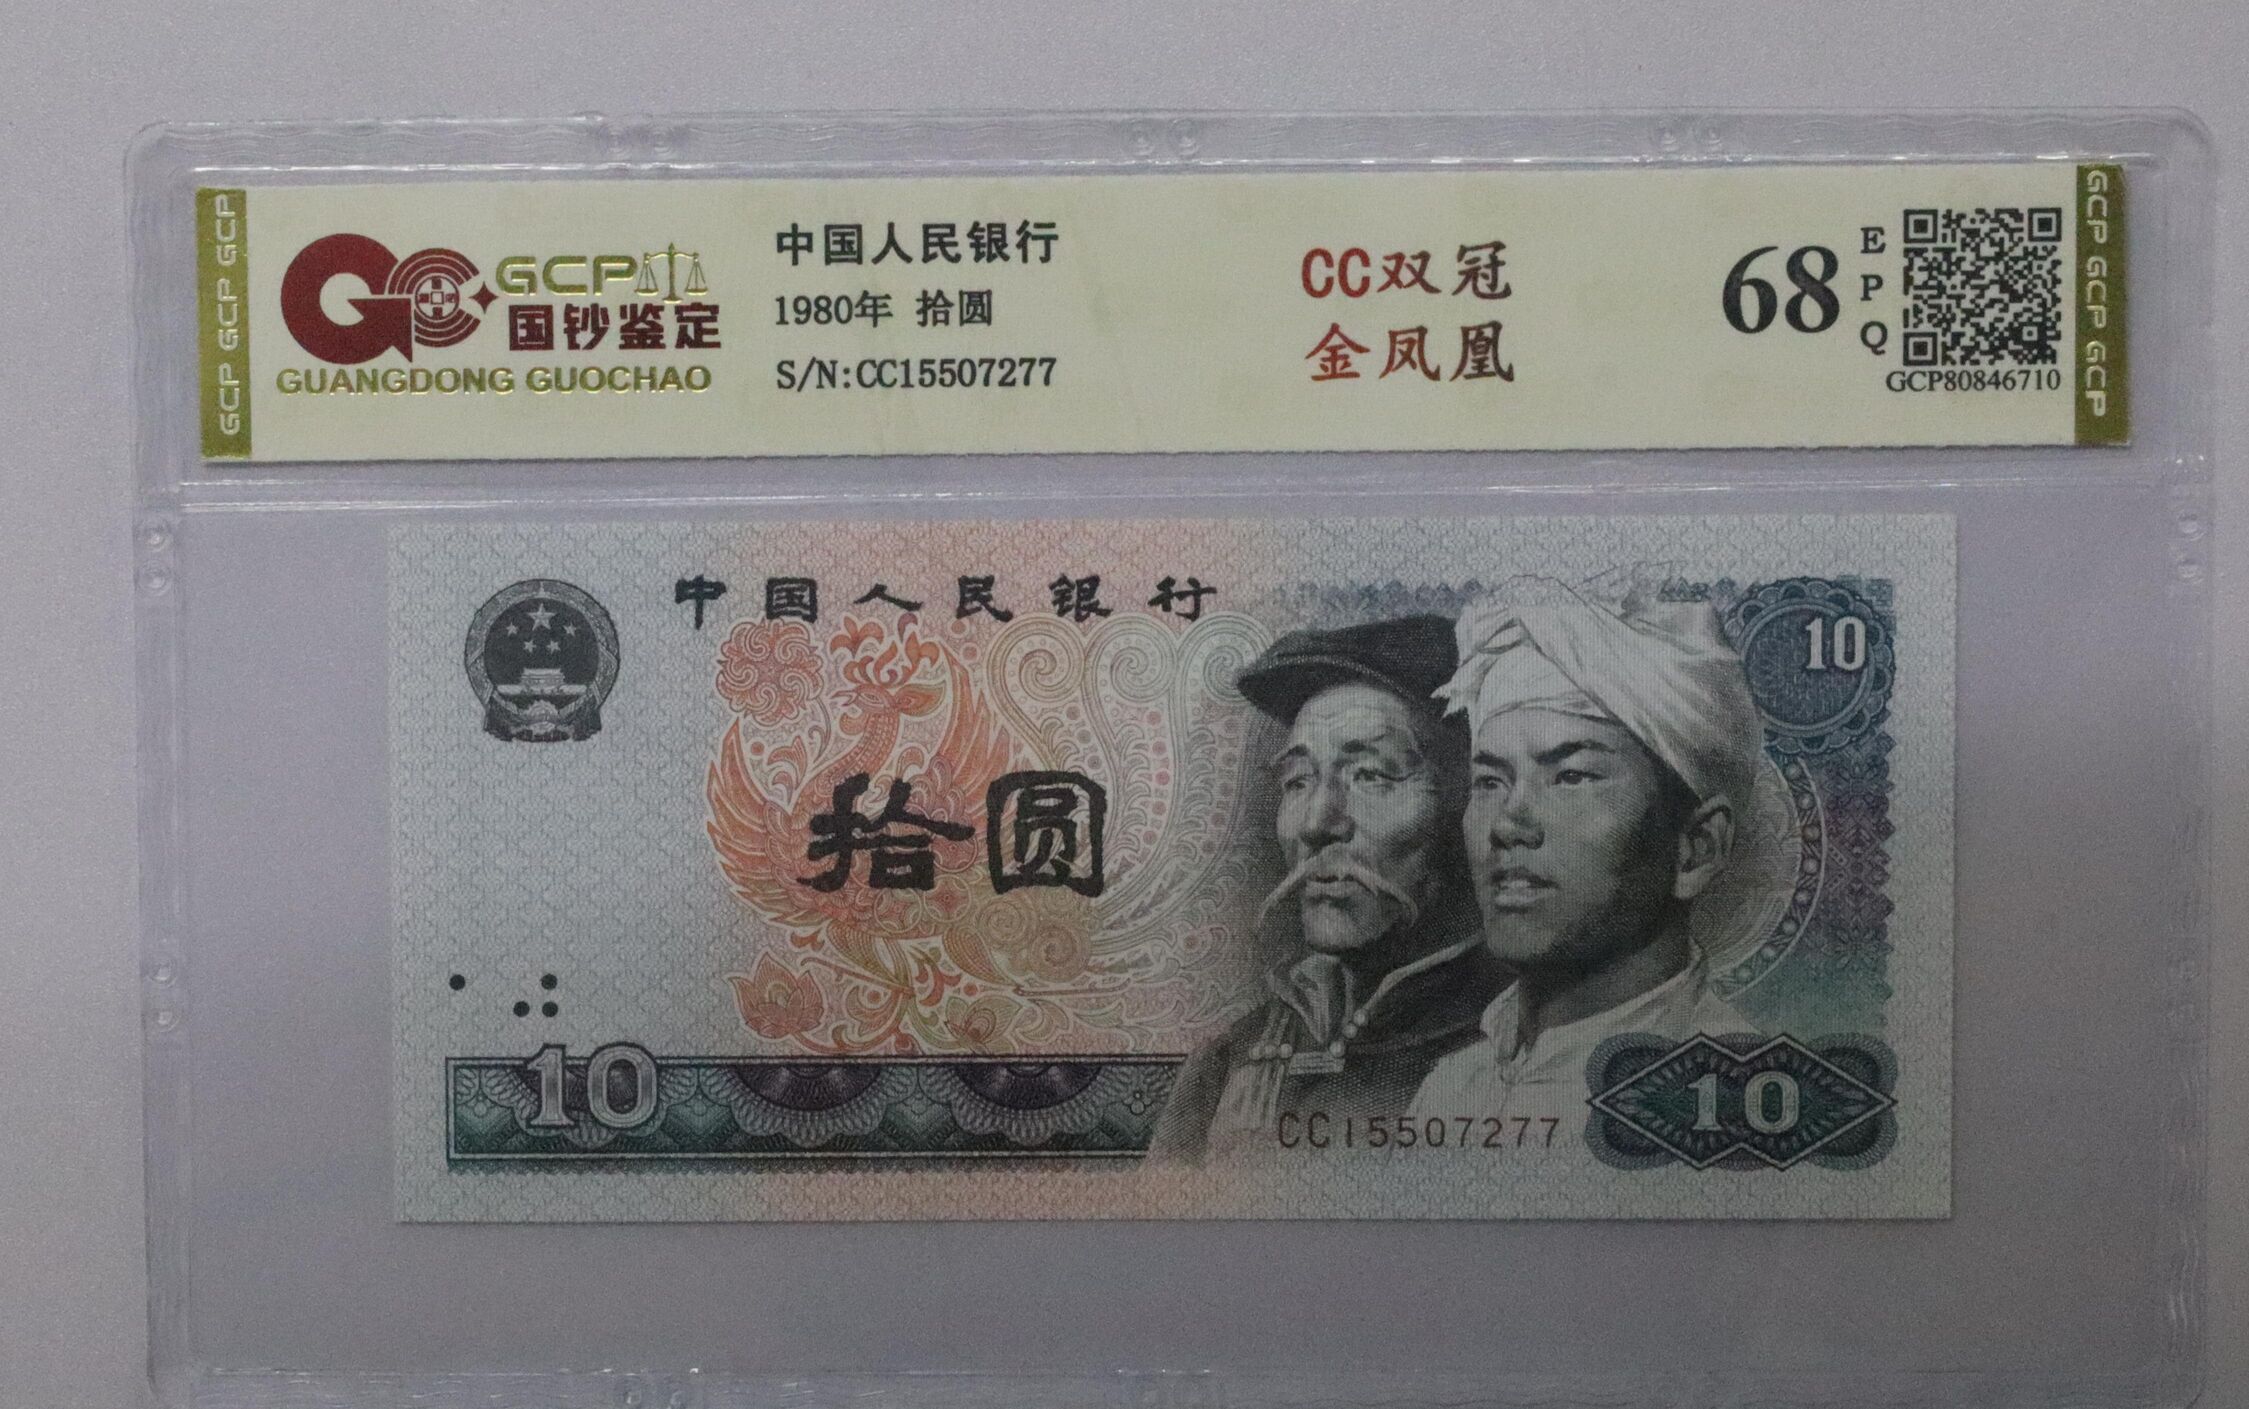 GCP GCP GCP
GCP
国钞鉴定
GUANGDONG GUOCHAO
中国人民银行
1980年 拾圆
S/N:CC15507277
CC双冠
金凤凰
68
EPQ
GCP80846710
GCP GCP GCP
中国人民银行
10
拾圆
10
CC15507277
10